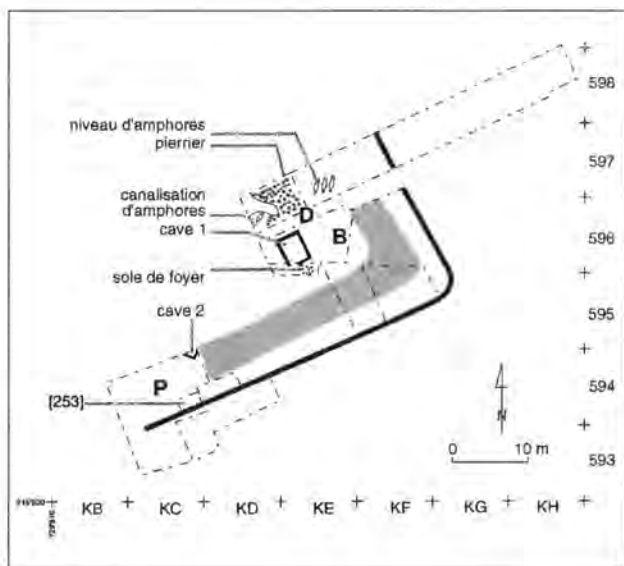 598
niveau d'amphores
pierrier
597
canalisation
d'amphores
D
cave 1
B
596
sole de foyer
595
cave 2
P
594
[253]
N
0 10 m
593
KB KC KD KE KF KG KH